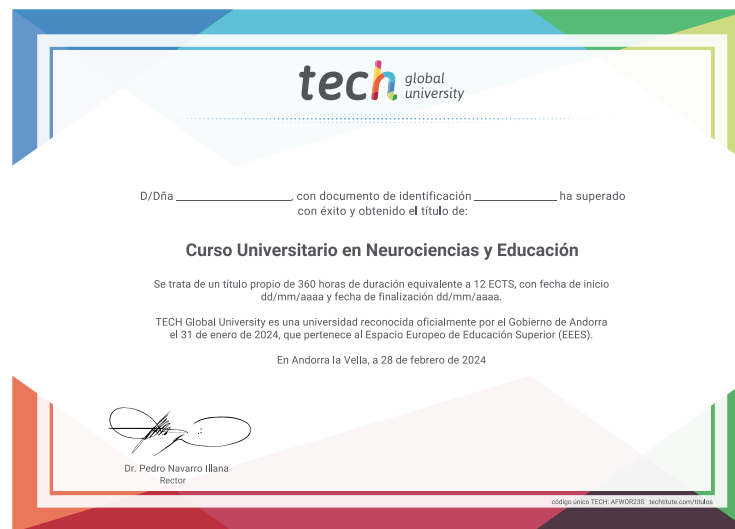 tech global university
D/Dña ____________________, con documento de identificación ______________ ha superado
con éxito y obtenido el título de:
Curso Universitario en Neurociencias y Educación
Se trata de un título propio de 360 horas de duración equivalente a 12 ECTS, con fecha de inicio
dd/mm/aaaa y fecha de finalización dd/mm/aaaa.
TECH Global University es una universidad reconocida oficialmente por el Gobierno de Andorra
el 31 de enero de 2024, que pertenece al Espacio Europeo de Educación Superior (EEES).
En Andorra la Vella, a 28 de febrero de 2024
Dr. Pedro Navarro Illana
Rector
código único TECH: AFWOR23S techtitute.com/titulos